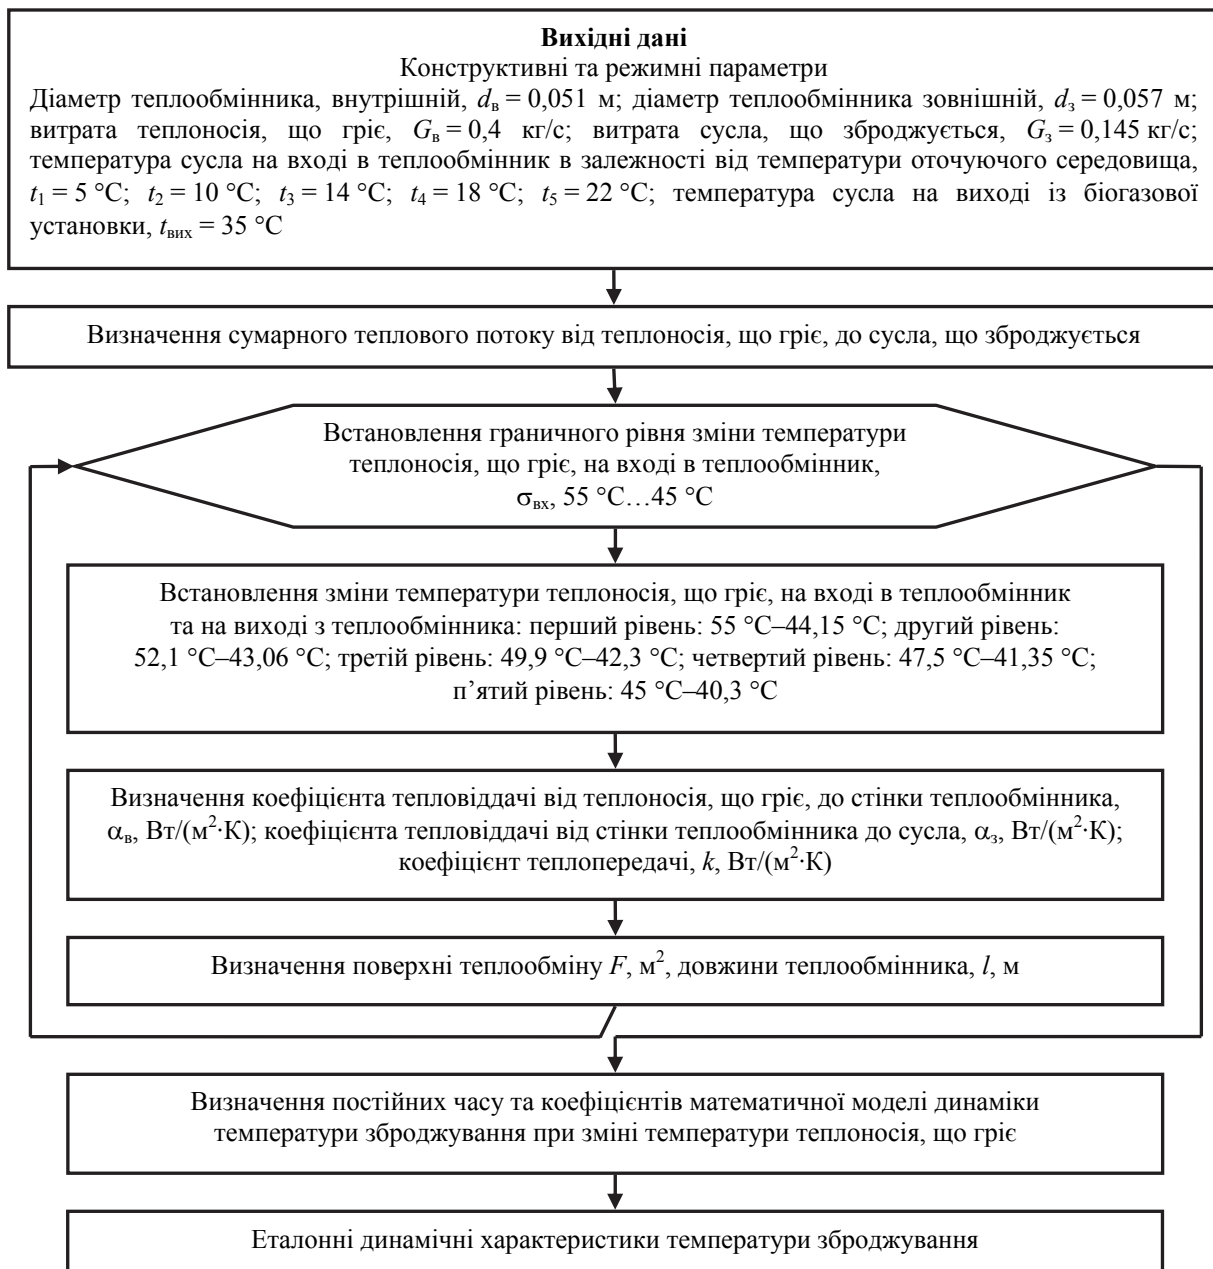 Вихідні дані
Конструктивні та режимні параметри
Діаметр теплообмінника, внутрішній, dв = 0,051 м; діаметр теплообмінника зовнішній, dз = 0,057 м;
витрата теплоносія, що гріє, Gв = 0,4 кг/с; витрата сусла, що зброджується, Gз = 0,145 кг/с;
температура сусла на вході в теплообмінник в залежності від температури оточуючого середовища,
t1 = 5 °С; t2 = 10 °С; t3 = 14 °С; t4 = 18 °С; t5 = 22 °С; температура сусла на виході із біогазової
установки, tвих = 35 °С
Визначення сумарного теплового потоку від теплоносія, що гріє, до сусла, що зброджується
Встановлення граничного рівня зміни температури
теплоносія, що гріє, на вході в теплообмінник,
σвх, 55 °С…45 °С
Встановлення зміни температури теплоносія, що гріє, на вході в теплообмінник
та на виході з теплообмінника: перший рівень: 55 °С–44,15 °С; другий рівень:
52,1 °С–43,06 °С; третій рівень: 49,9 °С–42,3 °С; четвертий рівень: 47,5 °С–41,35 °С;
п’ятий рівень: 45 °С–40,3 °С
Визначення коефіцієнта тепловіддачі від теплоносія, що гріє, до стінки теплообмінника,
αв, Вт/(м²·К); коефіцієнта тепловіддачі від стінки теплообмінника до сусла, αз, Вт/(м²·К);
коефіцієнт теплопередачі, k, Вт/(м²·К)
Визначення поверхні теплообміну F, м², довжини теплообмінника, l, м
Визначення постійних часу та коефіцієнтів математичної моделі динаміки
температури зброджування при зміні температури теплоносія, що гріє
Еталонні динамічні характеристики температури зброджування